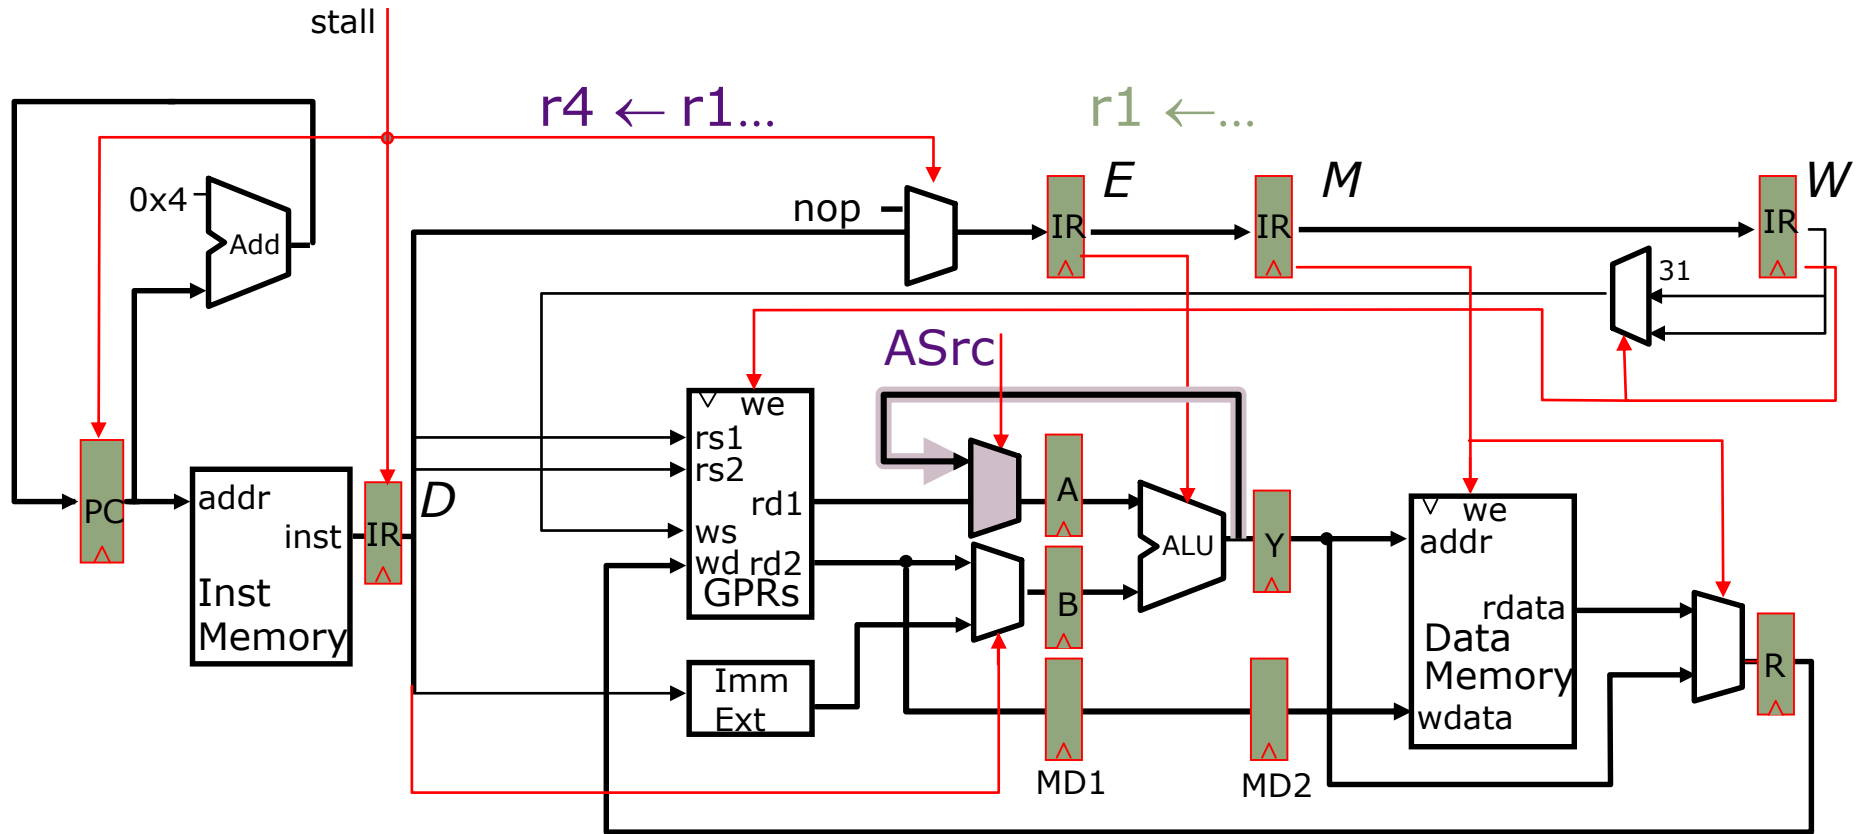 stall
r4 ← r1...
r1 ←...
E
M
W
0x4
Add
nop
IR
IR
IR
31
ASrc
we
rs1
rs2
rd1
ws
wd rd2
GPRs
A
B
ALU
Y
PC
addr
inst
Inst
Memory
IR
D
we
addr
rdata
Data
Memory
wdata
R
Imm
Ext
MD1
MD2